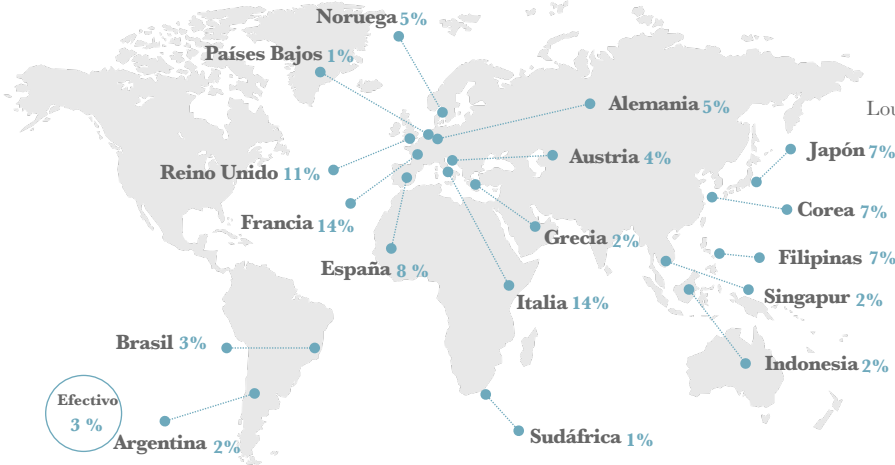 Noruega 5%
Países Bajos 1%
Alemania 5%
Lou
Japón 7%
Austria 4%
Reino Unido 11%
Corea 7%
Francia 14%
Grecia 2%
Filipinas 7%
España 8 %
Singapur 2%
Italia 14%
Brasil 3%
Indonesia 2%
Efectivo
3 %
Argentina 2%
Sudáfrica 1%